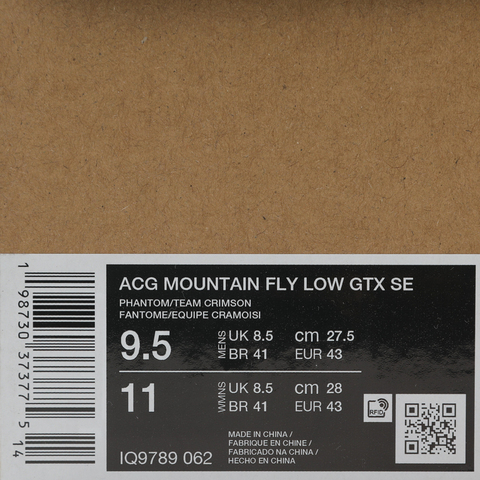 ACG MOUNTAIN FLY LOW GTX SE
PHANTOM/TEAM CRIMSON
FANTOME/EQUIPE CRAMOISI
9.5 MENS UK 8.5 cm 27.5
BR 41 EUR 43
11 WMNS UK 8.5 cm 28
BR 41 EUR 43
RFID
MADE IN CHINA /
FABRIQUE EN CHINE /
FABRICADO NA CHINA /
HECHO EN CHINA
IQ9789 062
1 98730 37377 5 14